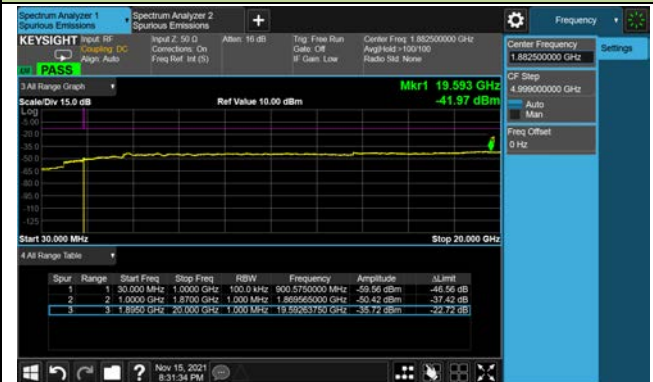 Spectrum Analyzer 1
Spurious Emissions
Spectrum Analyzer 2
Spurious Emissions
+
Frequency
KEYSIGHT
Input: RF
Coupling: DC
Align: Auto
Input Z: 50 Ω
Corrections: On
Freq Ref: Int (S)
Atten: 16 dB
Trig: Free Run
Gate: Off
IF Gain: Low
Center Freq: 1.882500000 GHz
Avg|Hold:>100/100
Radio Std: None
PASS
Center Frequency
1.882500000 GHz
Settings
CF Step
4.999000000 GHz
Auto
Man
Freq Offset
0 Hz
3 All Range Graph
Mkr1 19.593 GHz
Scale/Div 15.0 dB
Ref Value 10.00 dBm
-41.97 dBm
Log
-5.00
-20.0
-35.0
-50.0
-65.0
-80.0
-95.0
-110
-125
Start 30.000 MHz
Stop 20.000 GHz
4 All Range Table
Spur Range Start Freq Stop Freq RBW Frequency Amplitude ΔLimit
1 1 30.000 MHz 1.0000 GHz 100.0 kHz 900.5750000 MHz -59.56 dBm -46.56 dB
2 2 1.0000 GHz 1.8700 GHz 1.000 MHz 1.869565000 GHz -50.42 dBm -37.42 dB
3 3 1.8950 GHz 20.000 GHz 1.000 MHz 19.59263750 GHz -35.72 dBm -22.72 dB
?
Nov 15, 2021
8:31:34 PM